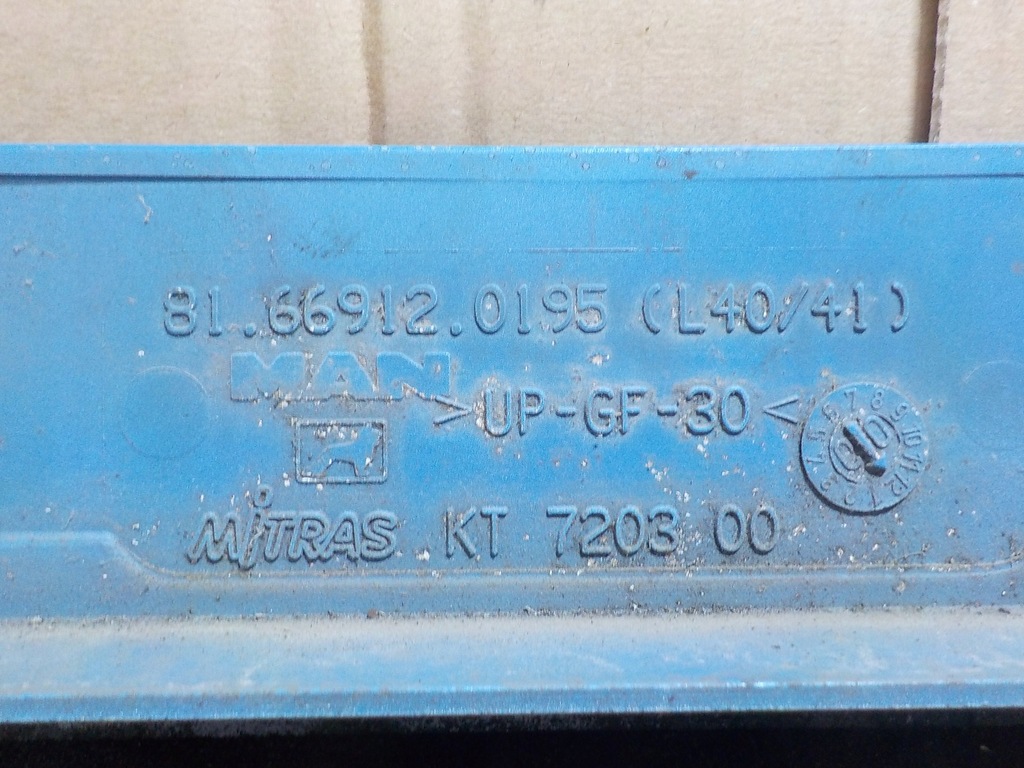 81.66912.0195 (L40/41)
MAN
>UP-GF-30<
MiTRAS KT 7203 00